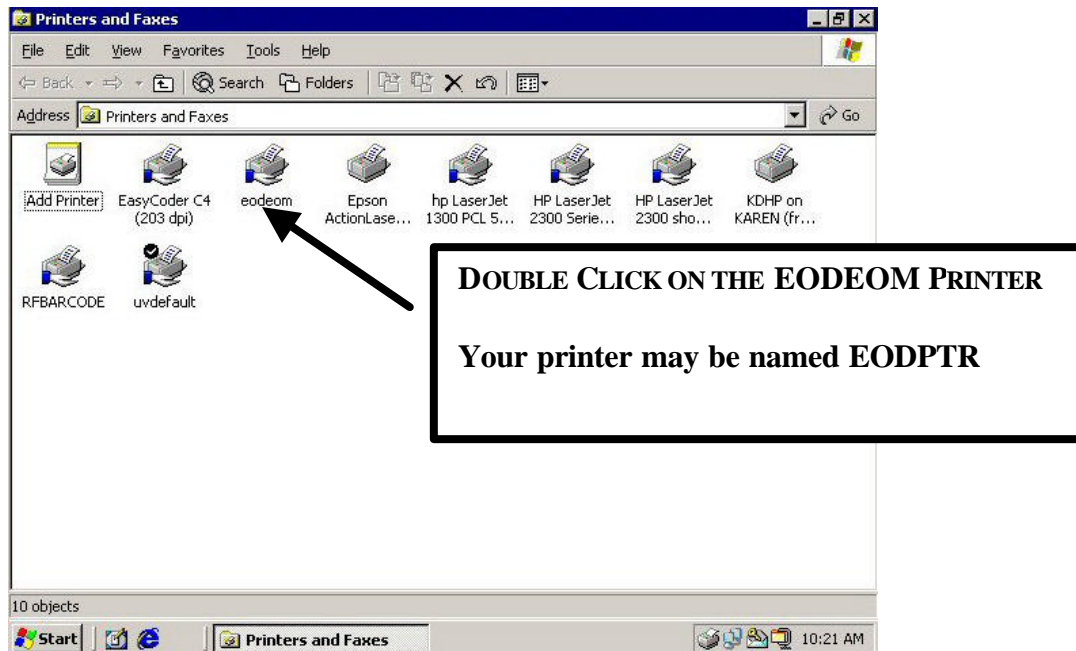 Printers and Faxes
File Edit View Favorites Tools Help
Back Search Folders
Address Printers and Faxes Go
Add Printer
EasyCoder C4
(203 dpi)
eodeom
Epson
ActionLase...
hp LaserJet
1300 PCL 5...
HP LaserJet
2300 Serie...
HP LaserJet
2300 sho...
KDHP on
KAREN (fr...
RFBARCODE
uvdefault
DOUBLE CLICK ON THE EODEOM PRINTER
Your printer may be named EODPTR
10 objects
Start Printers and Faxes 10:21 AM